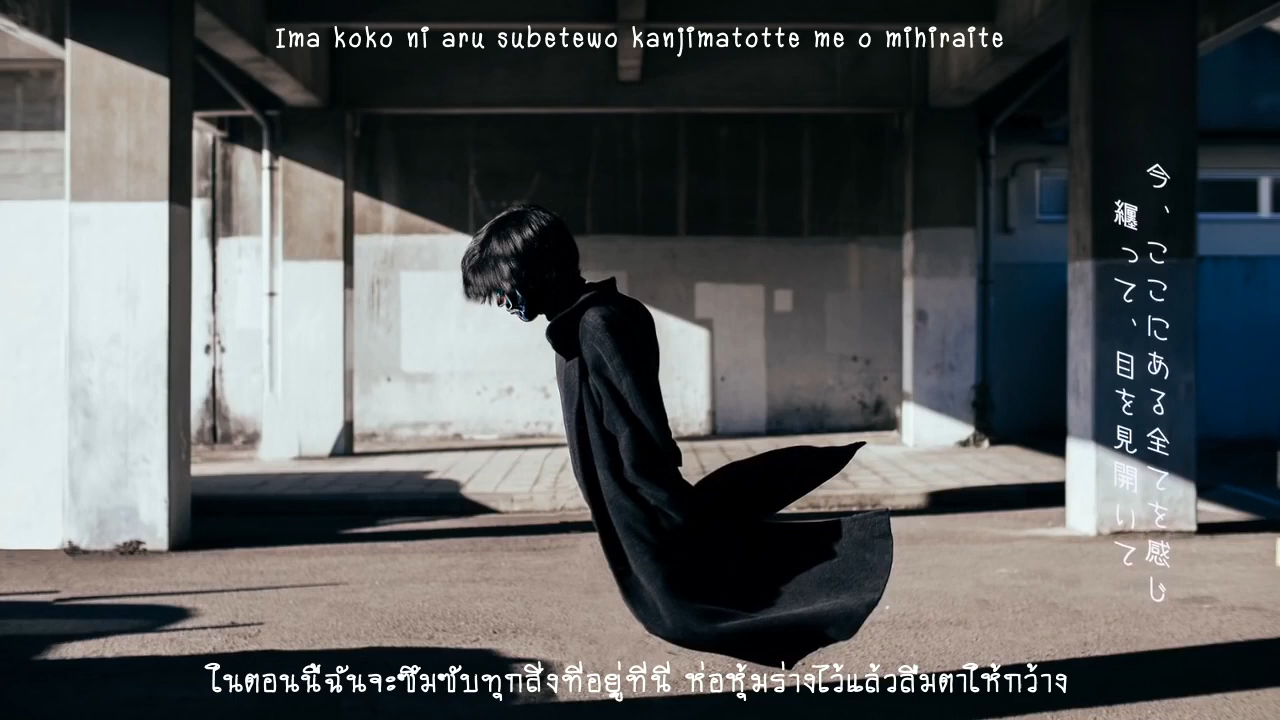 Ima koko ni aru subetewo kanjimatotte me o mihiraite
今、ここにある全てを感じ
纏って、目を見開いて
ในตอนนี้ฉันจะซึมซับทุกสิ่งที่อยู่ที่นี่ ห่อหุ้มร่างไว้แล้วลืมตาให้กว้าง